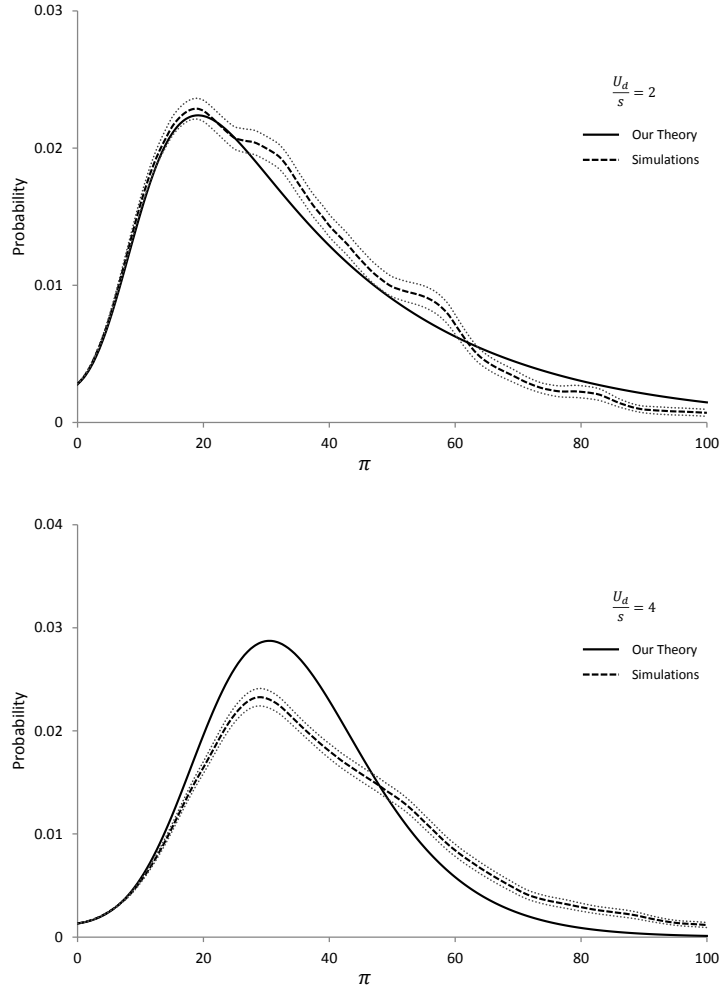 0.03
U_d/s = 2
Our Theory
Simulations
0.02
Probability
0.01
0
0 20 40 60 80 100
π
0.04
U_d/s = 4
0.03
Our Theory
Simulations
0.02
Probability
0.01
0
0 20 40 60 80 100
π